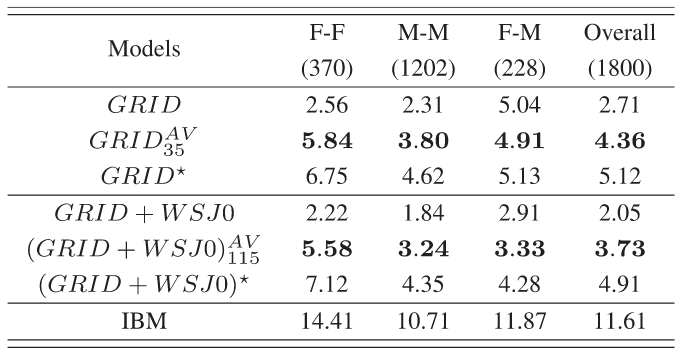 Models F-F M-M F-M Overall
(370) (1202) (228) (1800)
GRID 2.56 2.31 5.04 2.71
GRID^{AV}_{35} 5.84 3.80 4.91 4.36
GRID⋆ 6.75 4.62 5.13 5.12
GRID + WSJ0 2.22 1.84 2.91 2.05
(GRID + WSJ0)^{AV}_{115} 5.58 3.24 3.33 3.73
(GRID + WSJ0)⋆ 7.12 4.35 4.28 4.91
IBM 14.41 10.71 11.87 11.61